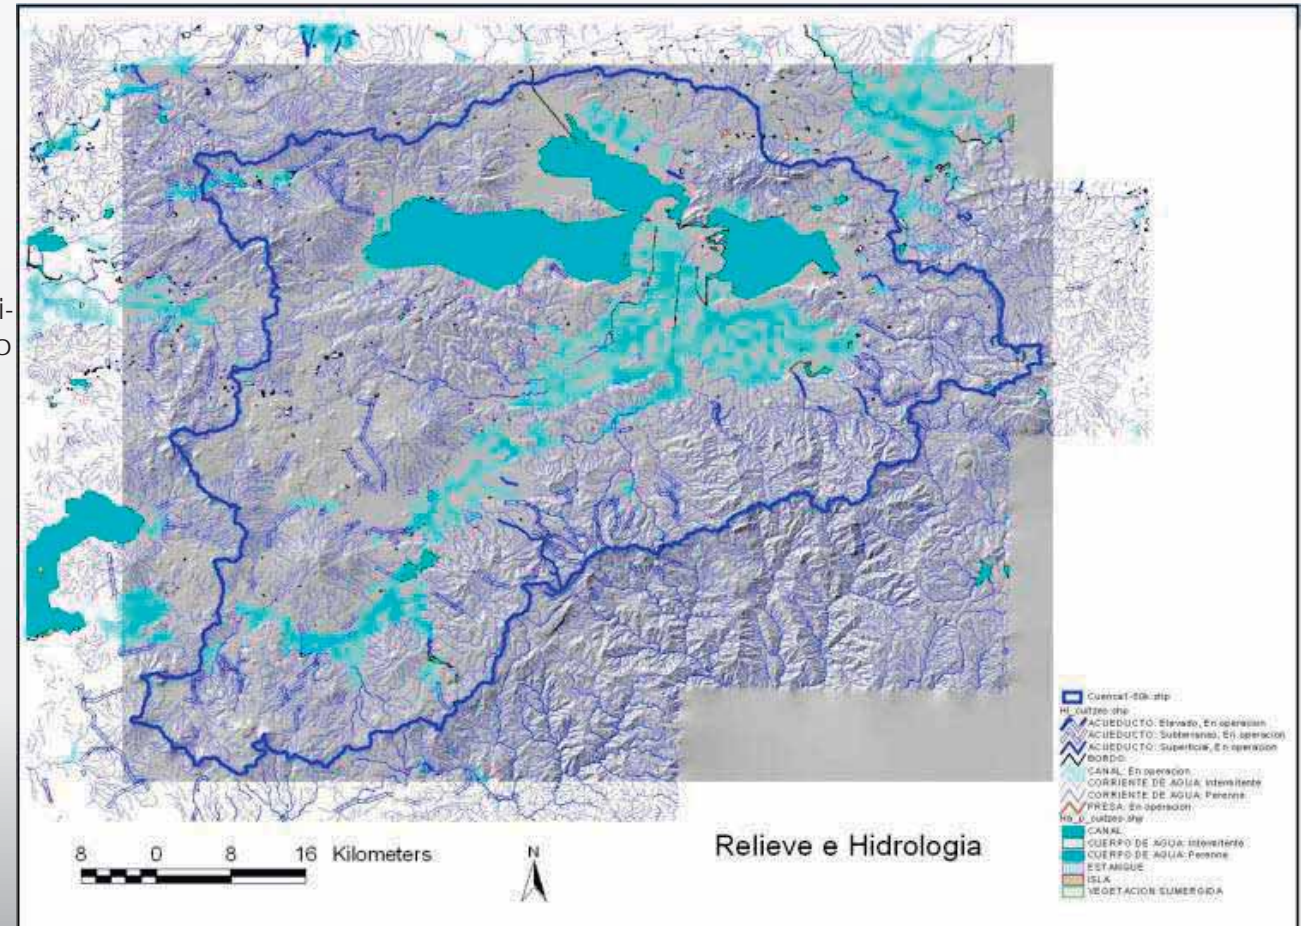 i-
o
Cuenca1-50k.shp
Hl_cuitzeo.shp
ACUEDUCTO: Elevado, En operacion
ACUEDUCTO: Subterraneo, En operacion
ACUEDUCTO: Superficial, En operacion
BORDO
CANAL: En operacion
CORRIENTE DE AGUA: Intermitente
CORRIENTE DE AGUA: Perenne
PRESA: En operacion
Ho_p_cuitzeo.shp
CANAL
CUERPO DE AGUA: Intermitente
CUERPO DE AGUA: Perenne
ESTANQUE
ISLA
VEGETACION SUMERGIDA
Relieve e Hidrologia
8 0 8 16 Kilometers
N